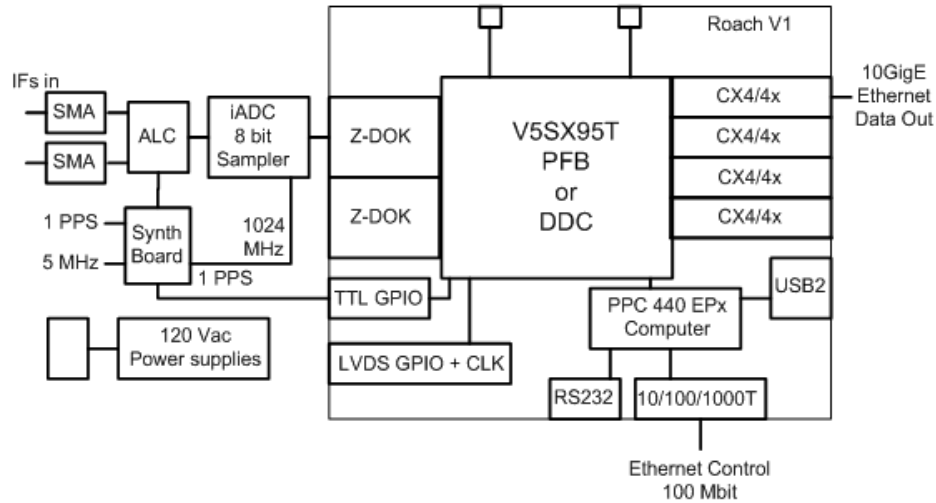 Roach V1
IFs in
SMA
SMA
ALC
iADC
8 bit
Sampler
Z-DOK
Z-DOK
V5SX95T
PFB
or
DDC
CX4/4x
CX4/4x
CX4/4x
CX4/4x
10GigE
Ethernet
Data Out
1 PPS
5 MHz
Synth
Board
1024
MHz
1 PPS
TTL GPIO
LVDS GPIO + CLK
PPC 440 EPx
Computer
USB2
RS232
10/100/1000T
120 Vac
Power supplies
Ethernet Control
100 Mbit